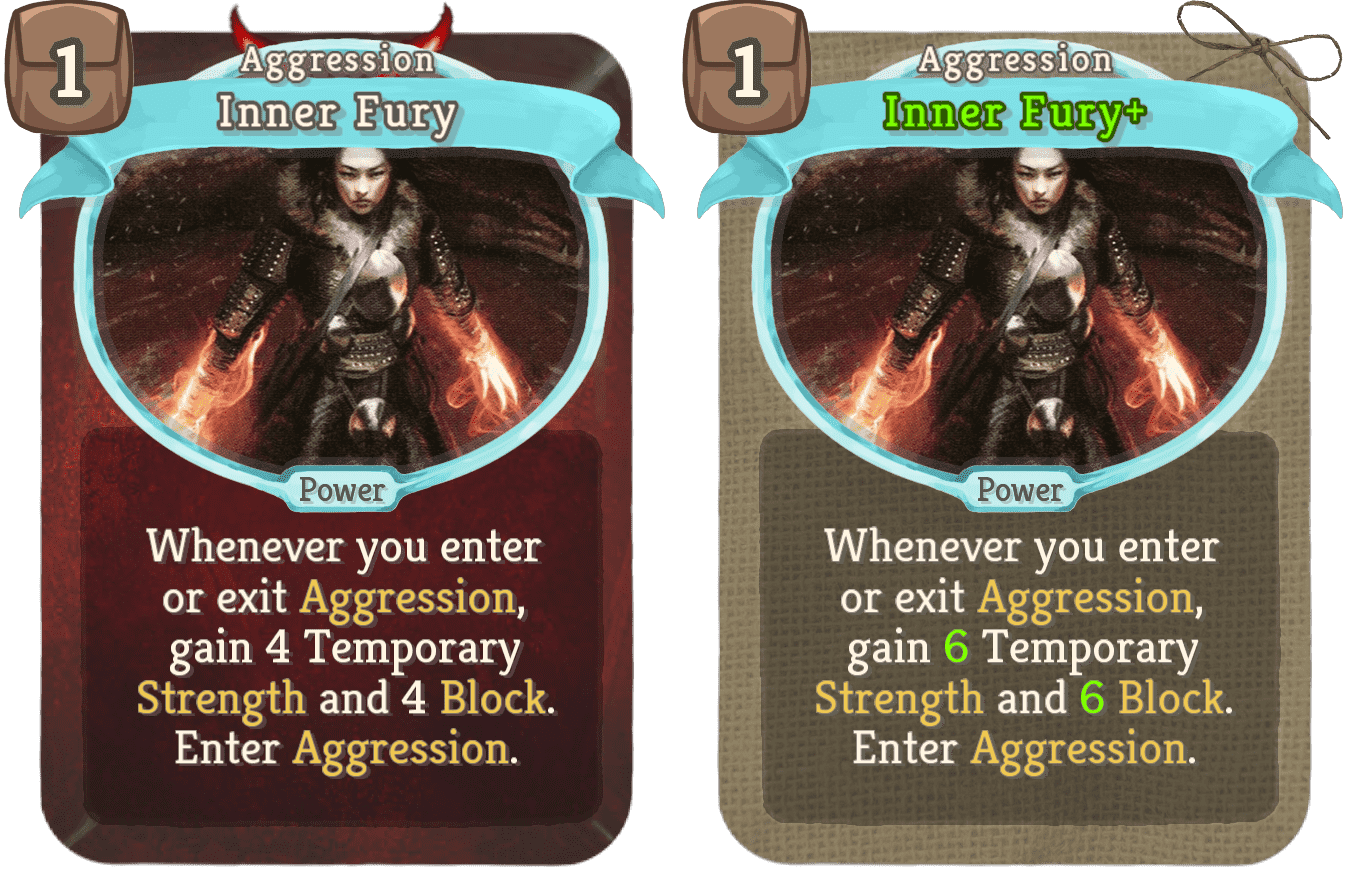 1
Aggression
Inner Fury
Power
Whenever you enter
or exit Aggression,
gain 4 Temporary
Strength and 4 Block.
Enter Aggression.
1
Aggression
Inner Fury+
Power
Whenever you enter
or exit Aggression,
gain 6 Temporary
Strength and 6 Block.
Enter Aggression.